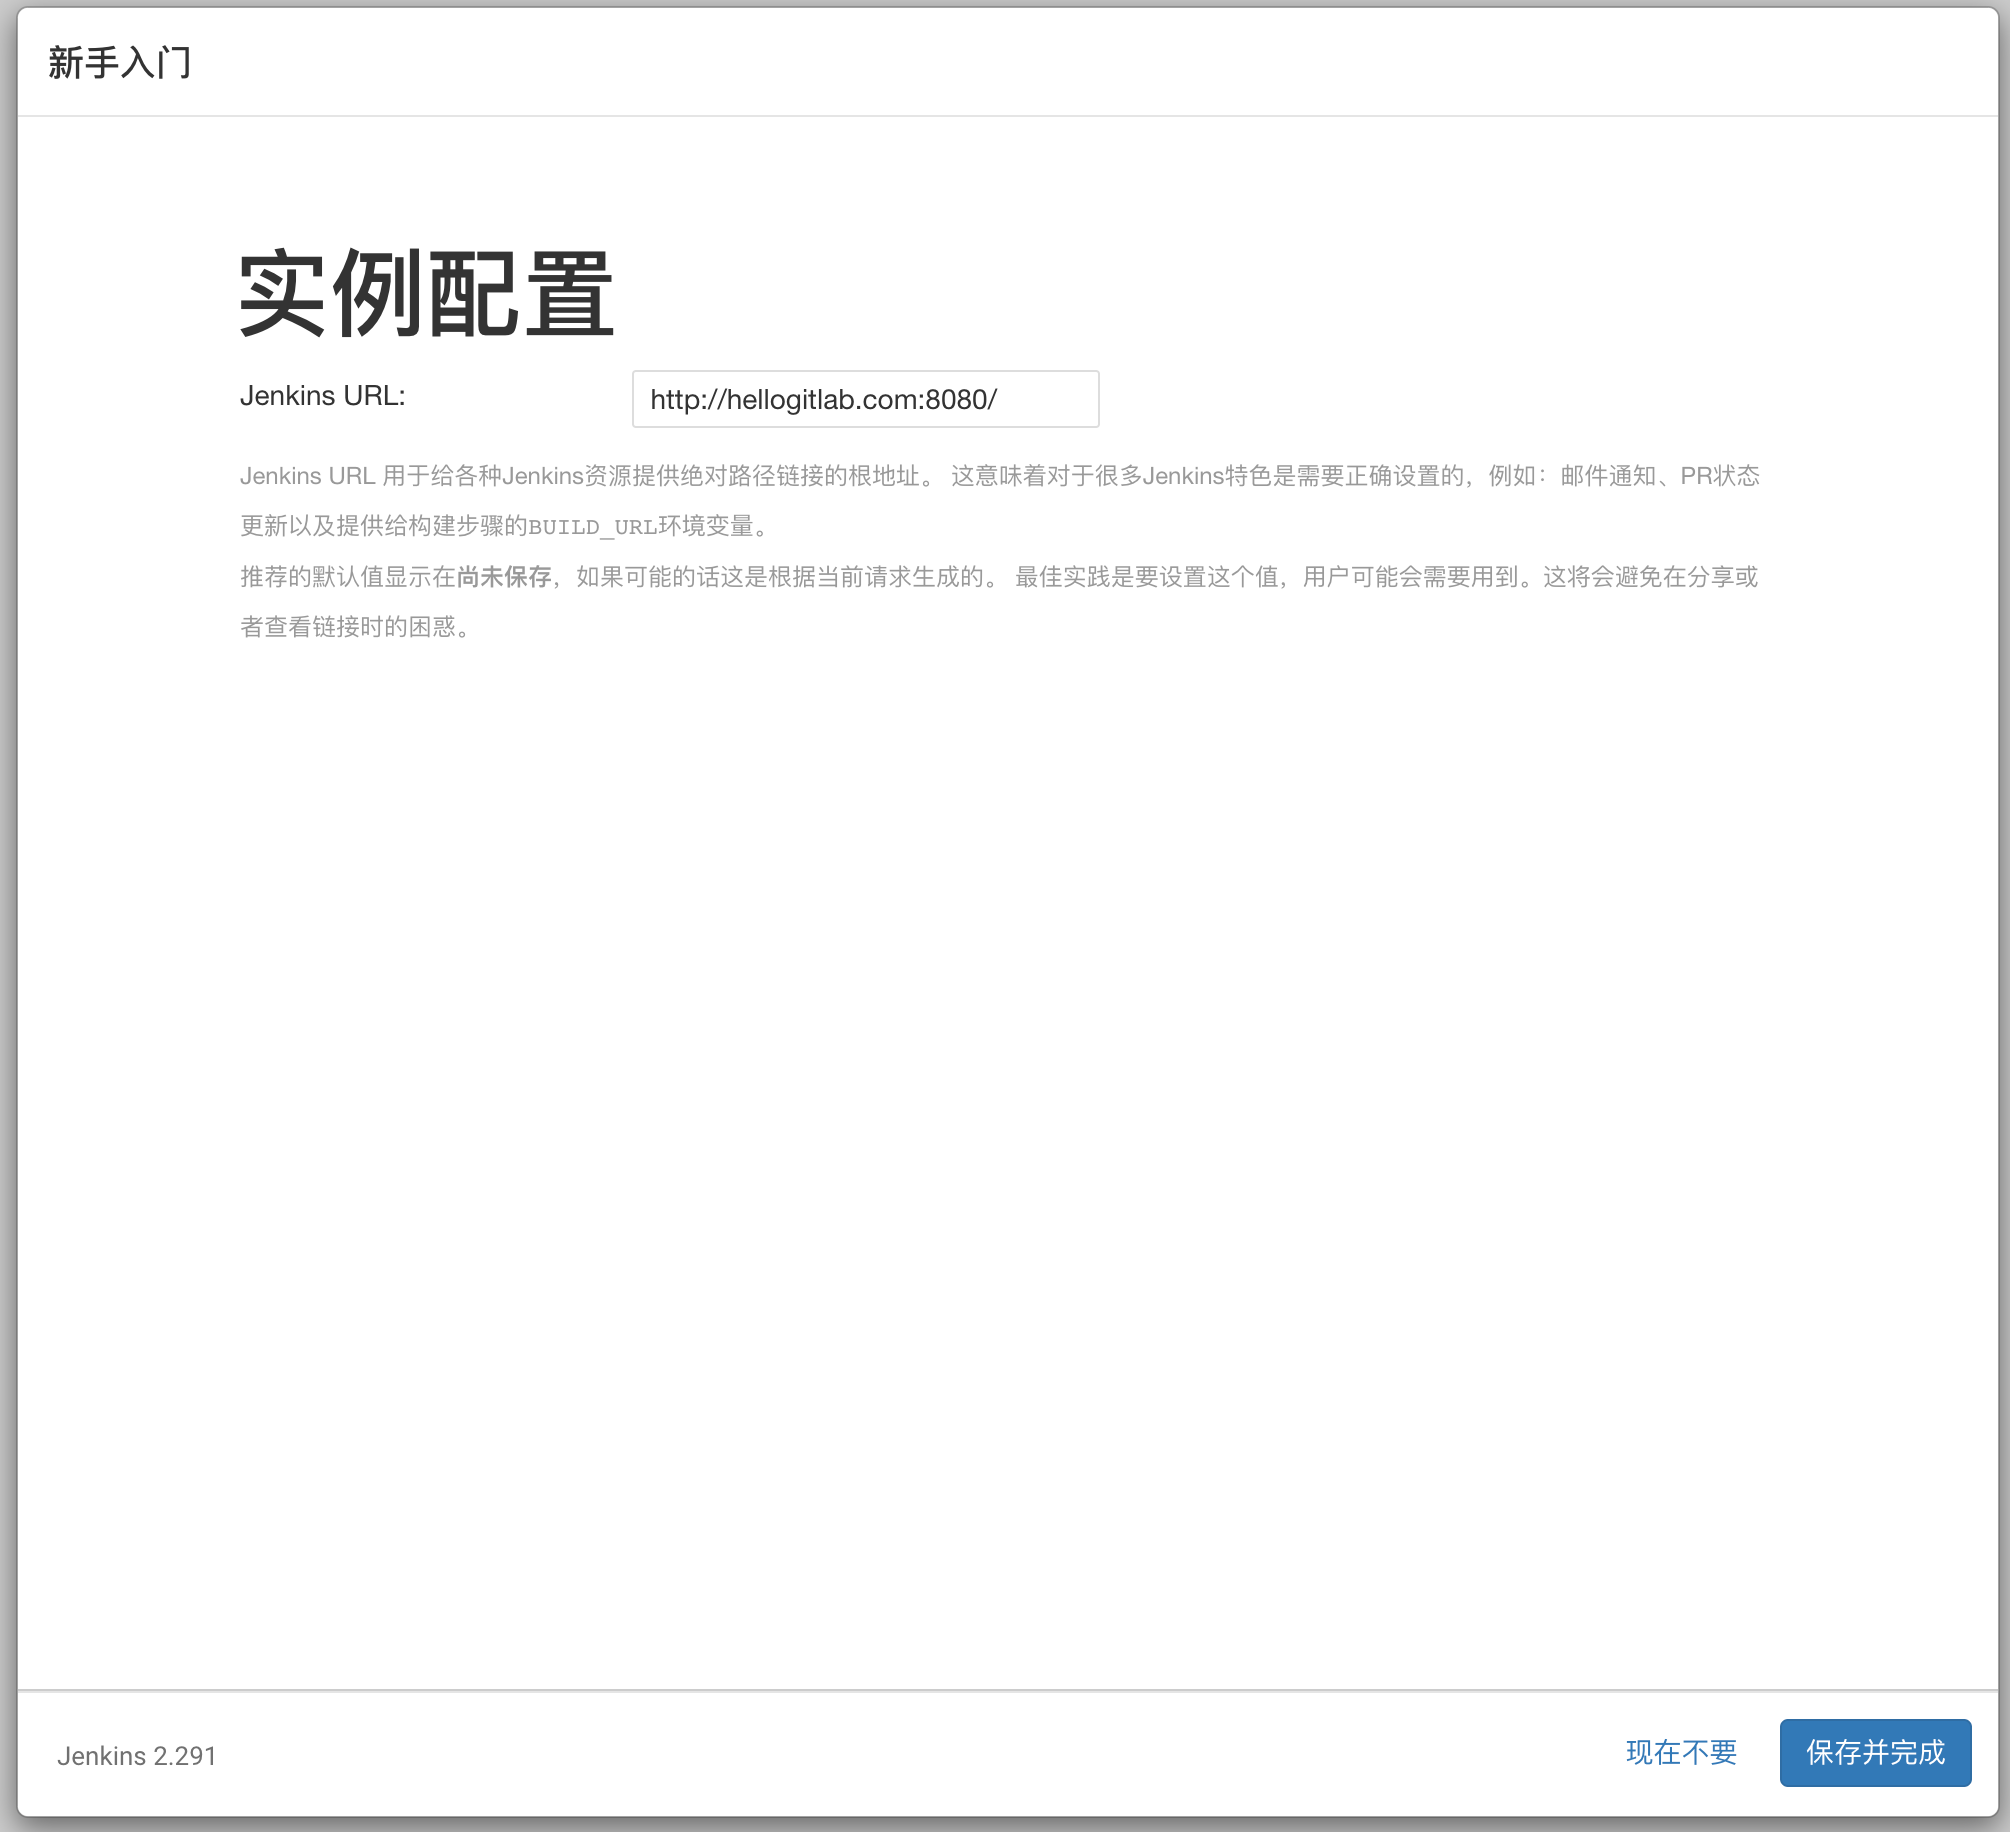 新手入门
实例配置
Jenkins URL:
http://hellogitlab.com:8080/
Jenkins URL 用于给各种Jenkins资源提供绝对路径链接的根地址。 这意味着对于很多Jenkins特色是需要正确设置的，例如：邮件通知、PR状态
更新以及提供给构建步骤的BUILD_URL环境变量。
推荐的默认值显示在尚未保存，如果可能的话这是根据当前请求生成的。 最佳实践是要设置这个值，用户可能会需要用到。这将会避免在分享或
者查看链接时的困惑。
Jenkins 2.291
现在不要
保存并完成